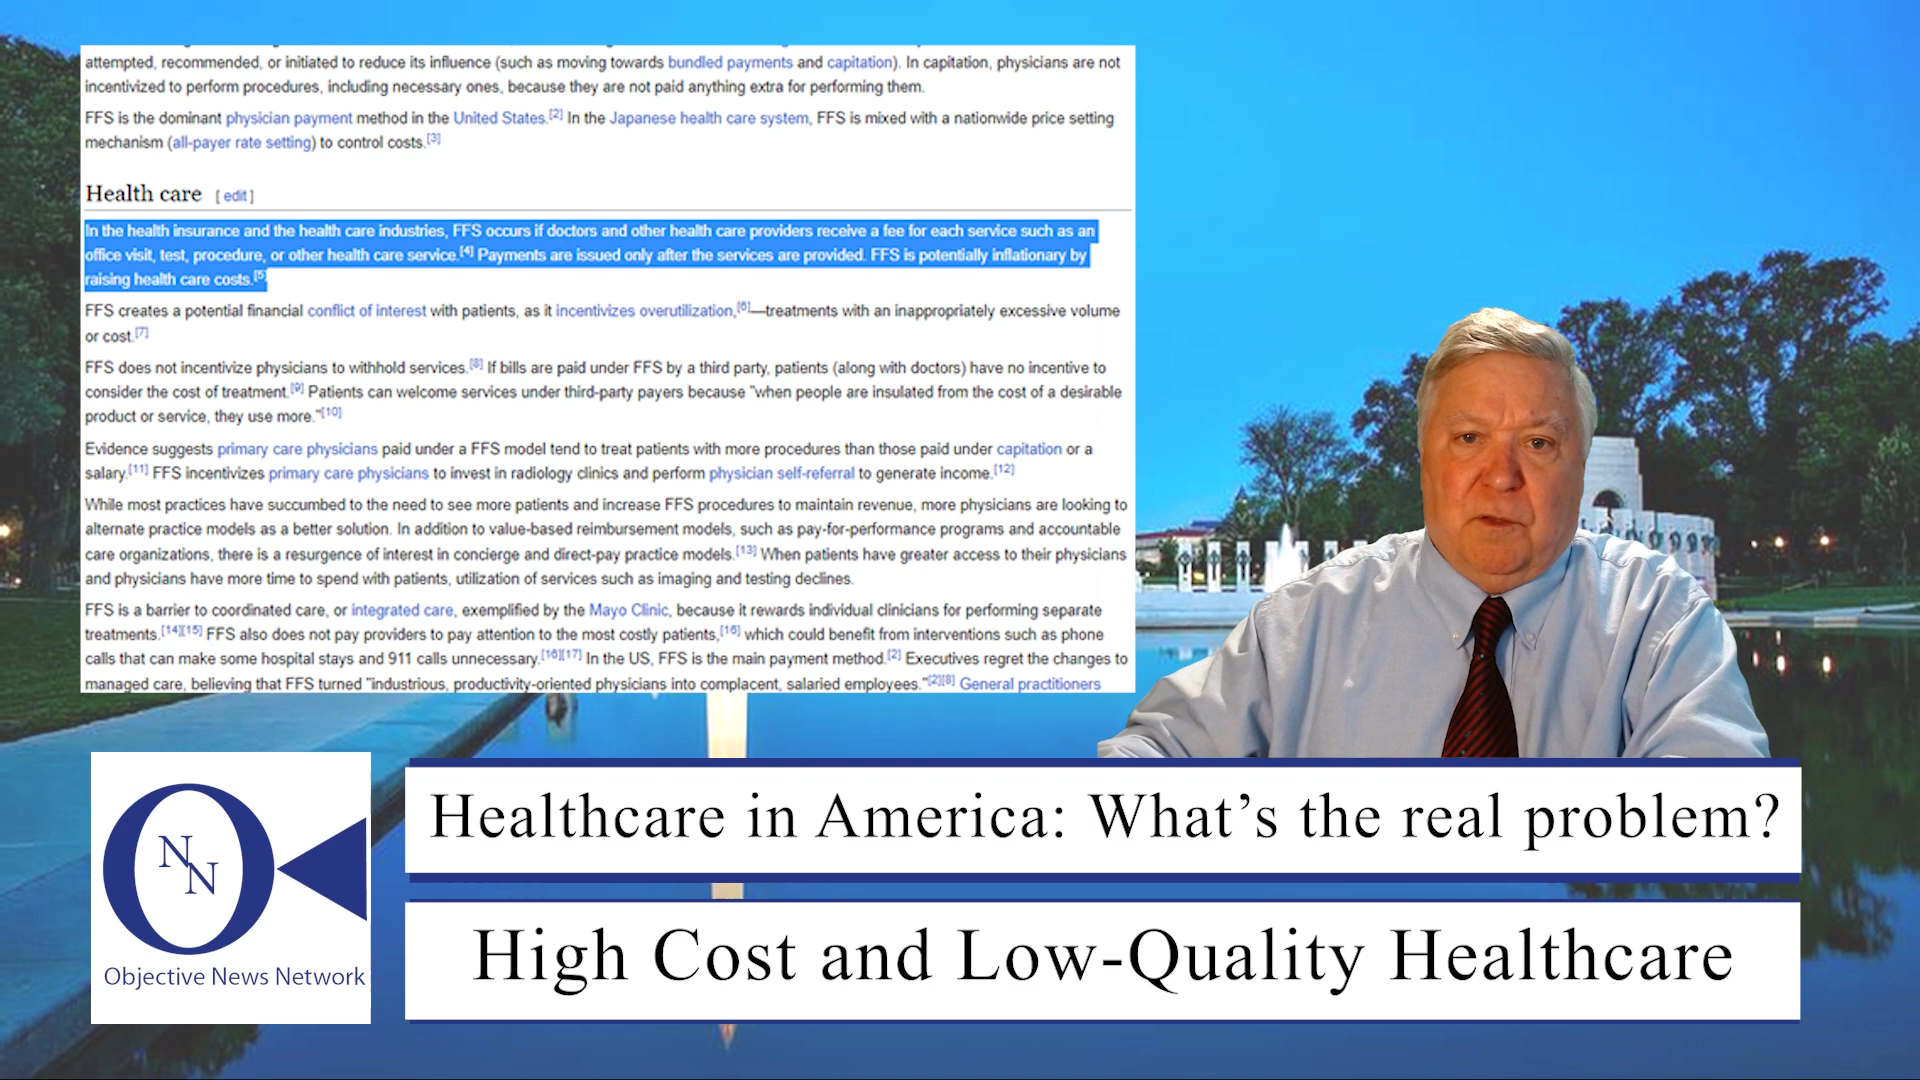 attempted, recommended, or initiated to reduce its influence (such as moving towards bundled payments and capitation). In capitation, physicians are not
incentivized to perform procedures, including necessary ones, because they are not paid anything extra for performing them.
FFS is the dominant physician payment method in the United States.[2] In the Japanese health care system, FFS is mixed with a nationwide price setting
mechanism (all-payer rate setting) to control costs.[3]
Health care [ edit ]
In the health insurance and the health care industries, FFS occurs if doctors and other health care providers receive a fee for each service such as an
office visit, test, procedure, or other health care service.[4] Payments are issued only after the services are provided. FFS is potentially inflationary by
raising health care costs.[5]
FFS creates a potential financial conflict of interest with patients, as it incentivizes overutilization,[6]—treatments with an inappropriately excessive volume
or cost.[7]
FFS does not incentivize physicians to withhold services.[8] If bills are paid under FFS by a third party, patients (along with doctors) have no incentive to
consider the cost of treatment.[9] Patients can welcome services under third-party payers because "when people are insulated from the cost of a desirable
product or service, they use more."[10]
Evidence suggests primary care physicians paid under a FFS model tend to treat patients with more procedures than those paid under capitation or a
salary.[11] FFS incentivizes primary care physicians to invest in radiology clinics and perform physician self-referral to generate income.[12]
While most practices have succumbed to the need to see more patients and increase FFS procedures to maintain revenue, more physicians are looking to
alternate practice models as a better solution. In addition to value-based reimbursement models, such as pay-for-performance programs and accountable
care organizations, there is a resurgence of interest in concierge and direct-pay practice models.[13] When patients have greater access to their physicians
and physicians have more time to spend with patients, utilization of services such as imaging and testing declines.
FFS is a barrier to coordinated care, or integrated care, exemplified by the Mayo Clinic, because it rewards individual clinicians for performing separate
treatments.[14][15] FFS also does not pay providers to pay attention to the most costly patients,[16] which could benefit from interventions such as phone
calls that can make some hospital stays and 911 calls unnecessary.[16][17] In the US, FFS is the main payment method.[2] Executives regret the changes to
managed care, believing that FFS turned "industrious, productivity-oriented physicians into complacent, salaried employees."[2][8] General practitioners
Healthcare in America: What's the real problem?
High Cost and Low-Quality Healthcare
NN
Objective News Network